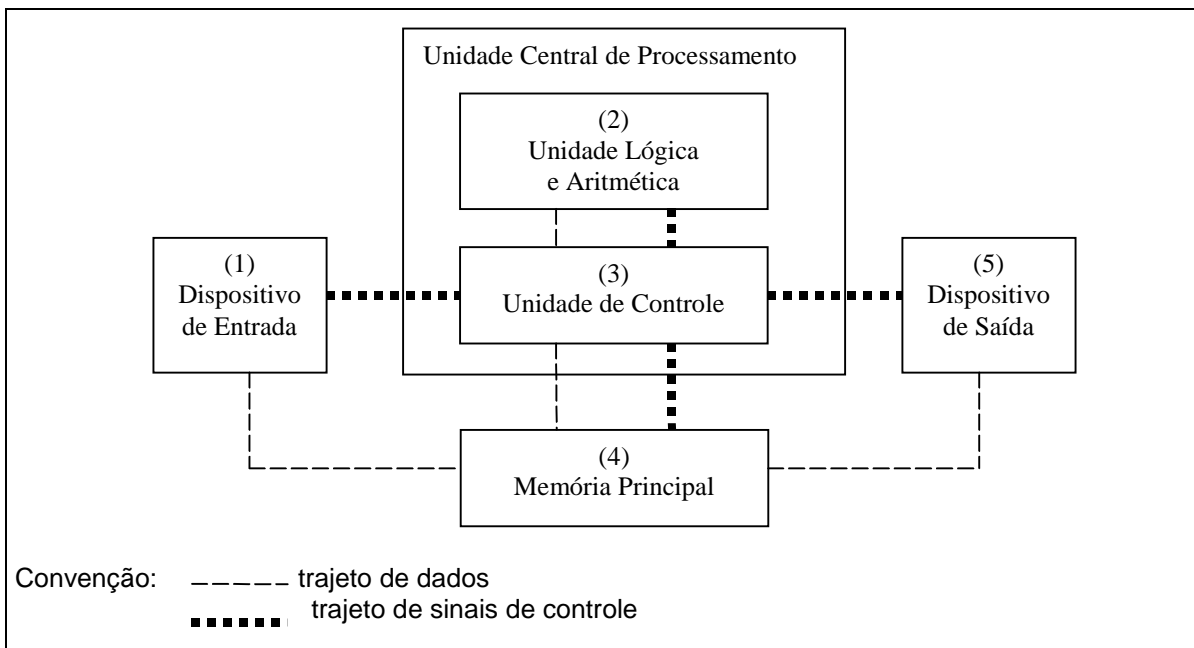 Unidade Central de Processamento
(2)
Unidade Lógica
e Aritmética
(1)
Dispositivo
de Entrada
(3)
Unidade de Controle
(5)
Dispositivo
de Saída
(4)
Memória Principal
Convenção:
trajeto de dados
trajeto de sinais de controle